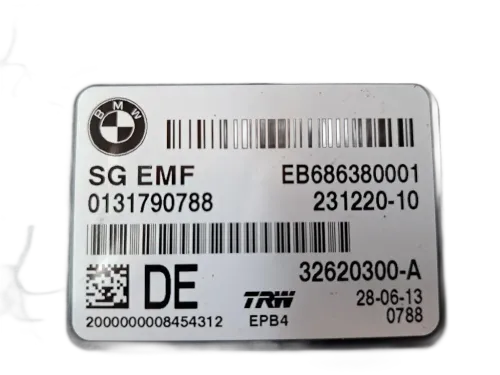 BMW
SG EMF EB686380001
0131790788 231220-10
DE 32620300-A
TRW 28-06-13
2000000008454312 EPB4 0788